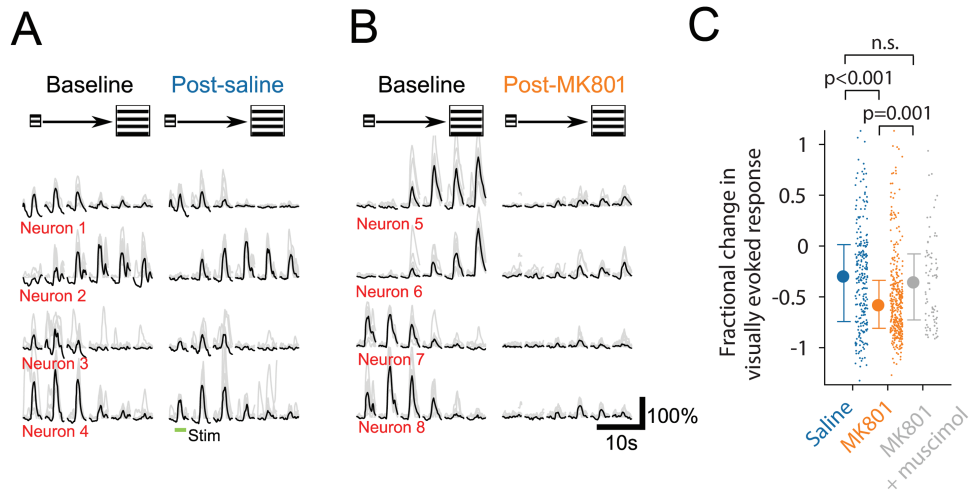 A
Baseline
Post-saline
Neuron 1
Neuron 2
Neuron 3
Neuron 4
Stim
B
Baseline
Post-MK801
Neuron 5
Neuron 6
Neuron 7
Neuron 8
100%
10s
C
n.s.
p<0.001
p=0.001
Fractional change in
visually evoked response
1
0.5
0
-0.5
-1
Saline
MK801
MK801
+ muscimol